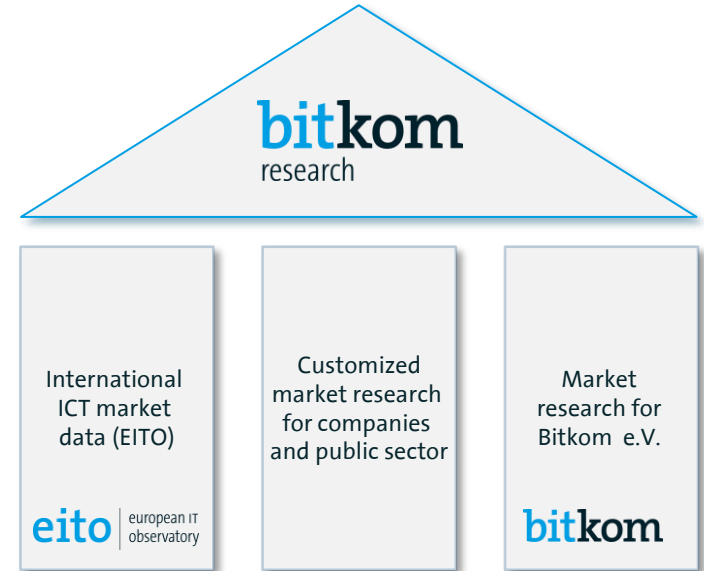 bitkom
research
International
ICT market
data (EITO)
eito
european IT
observatory
Customized
market research
for companies
and public sector
Market
research for
Bitkom e.V.
bitkom